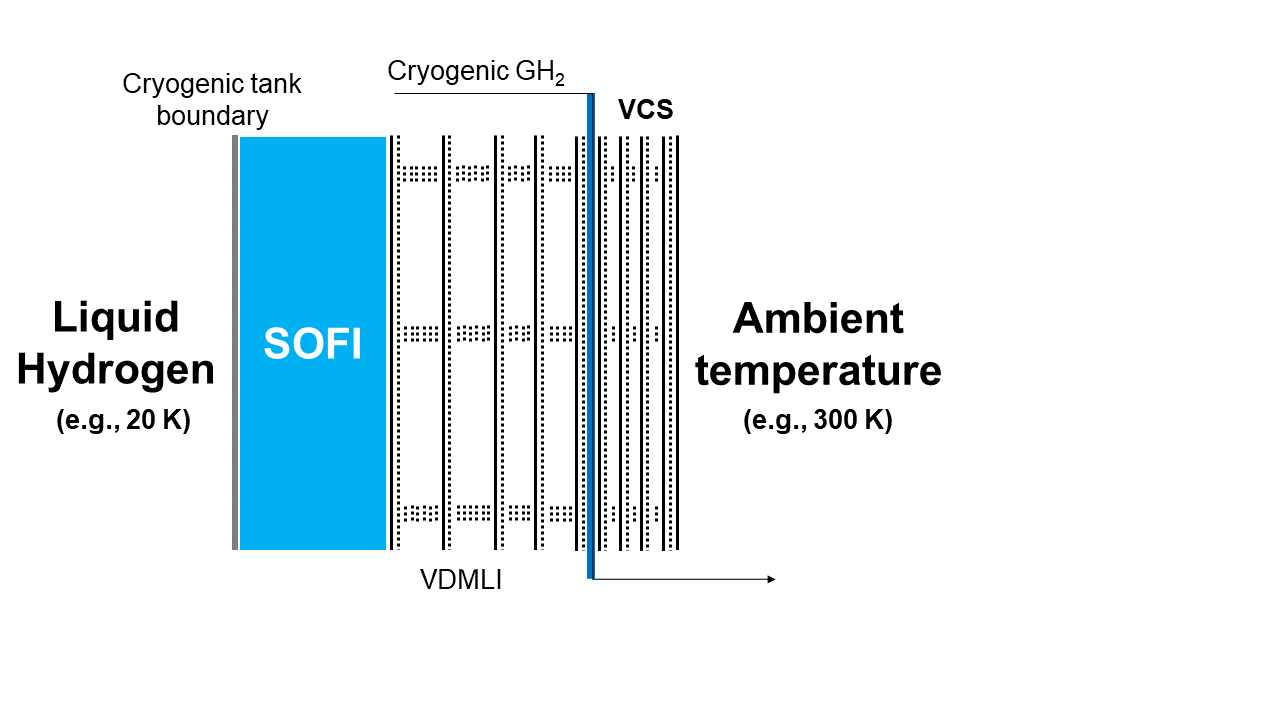 Cryogenic GH₂
Cryogenic tank
boundary
VCS
Liquid
Hydrogen
(e.g., 20 K)
SOFI
Ambient
temperature
(e.g., 300 K)
VDMLI